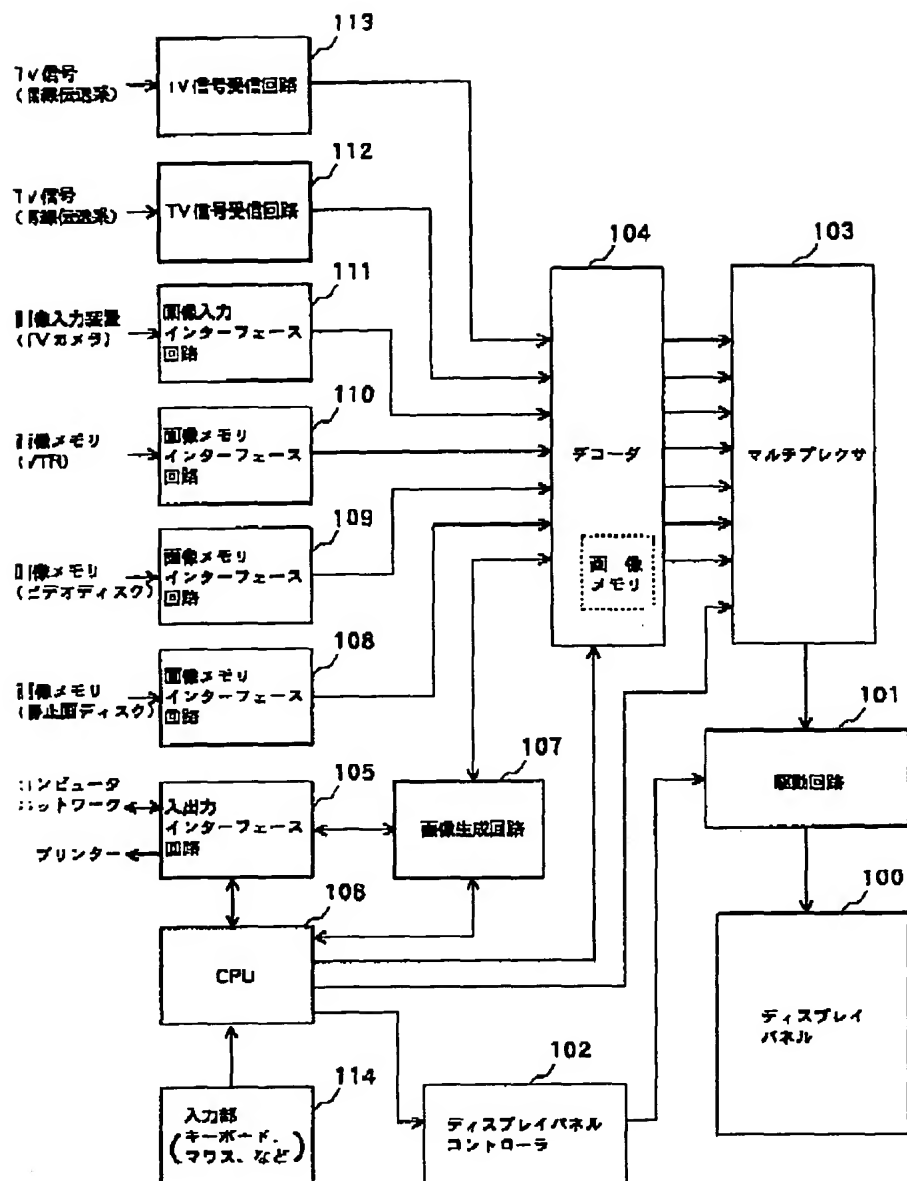 113
TV信号
TV信号受信回路
112
TV信号
TV信号受信回路
111
画像入力装置
(TVカメラ)
画像入力
インターフェース
回路
110
画像メモリ
(VTR)
画像メモリ
インターフェース
回路
109
画像メモリ
(ビデオディスク)
画像メモリ
インターフェース
回路
108
画像メモリ
(静止画ディスク)
画像メモリ
インターフェース
回路
104
デコーダ
画 像
メモリ
103
マルチプレクサ
105
コンピュータ
ネットワーク
プリンター
入出力
インターフェース
回路
107
画像生成回路
101
駆動回路
106
CPU
100
ディスプレイ
パネル
114
入力部
(キーボード、
マウス、など)
102
ディスプレイパネル
コントローラ